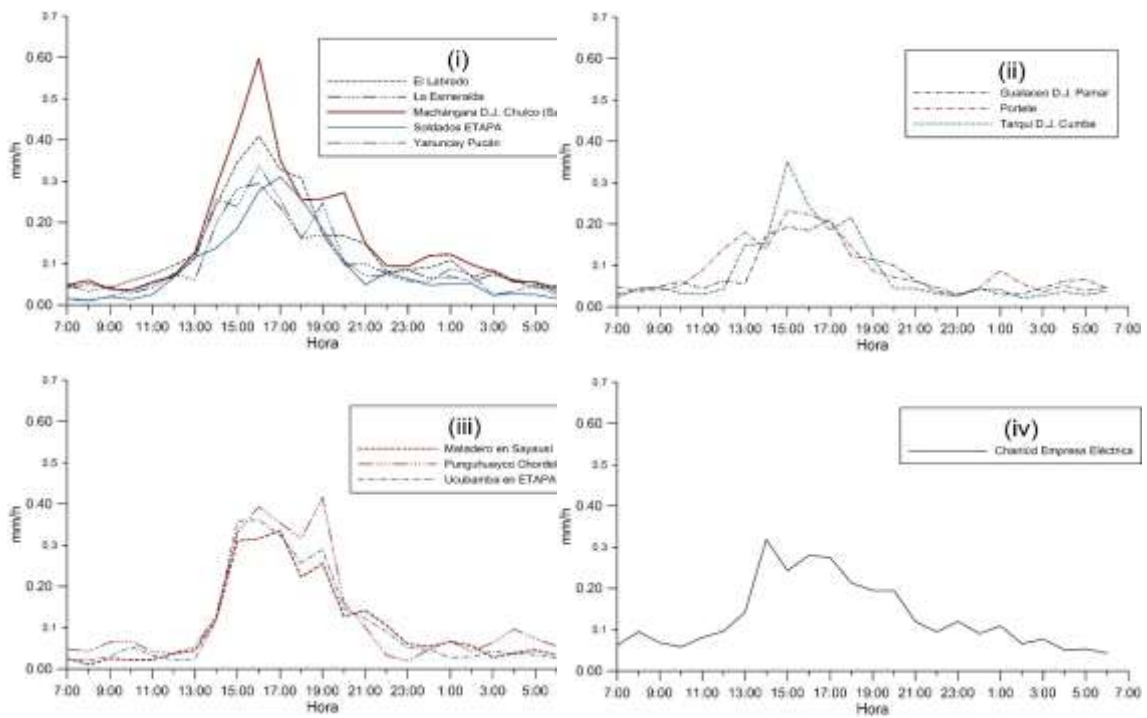 0.7
0.60
0.5
0.40
0.3
0.20
0.1
0.00
mm/h
7:00 9:00 11:00 13:00 15:00 17:00 19:00 21:00 23:00 1:00 3:00 5:00
Hora
(i)
El Labrado
La Esmeralda
Machángara D.J. Chulco (Sa
Soldados ETAPA
Yanuncay Pucán
0.7
0.60
0.5
0.40
0.3
0.20
0.1
0.00
mm/h
7:00 9:00 11:00 13:00 15:00 17:00 19:00 21:00 23:00 1:00 3:00 5:00 7:00
Hora
(ii)
Gualaceo D.J. Pamar
Portete
Tarqui D.J. Cumbe
0.7
0.60
0.5
0.40
0.3
0.20
0.1
0.00
mm/h
7:00 9:00 11:00 13:00 15:00 17:00 19:00 21:00 23:00 1:00 3:00 5:00
Hora
(iii)
Matadero en Sayausí
Punguhuayco Chordel
Ucubamba en ETAPA
0.7
0.60
0.5
0.40
0.3
0.20
0.1
0.00
mm/h
7:00 9:00 11:00 13:00 15:00 17:00 19:00 21:00 23:00 1:00 3:00 5:00 7:00
Hora
(iv)
Chanlúd Empresa Eléctrica